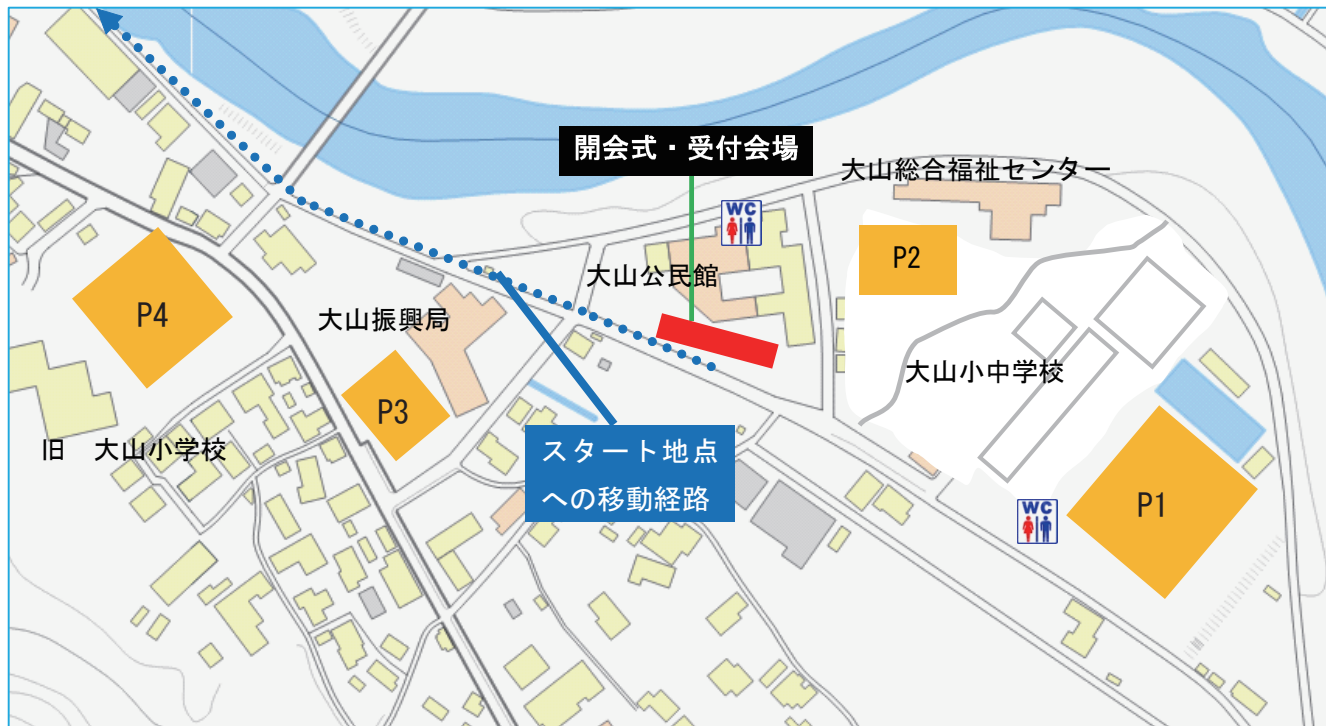 開会式・受付会場
大山総合福祉センター
WC
P2
大山公民館
P4
大山振興局
大山小中学校
P3
旧　大山小学校
スタート地点
への移動経路
WC
P1